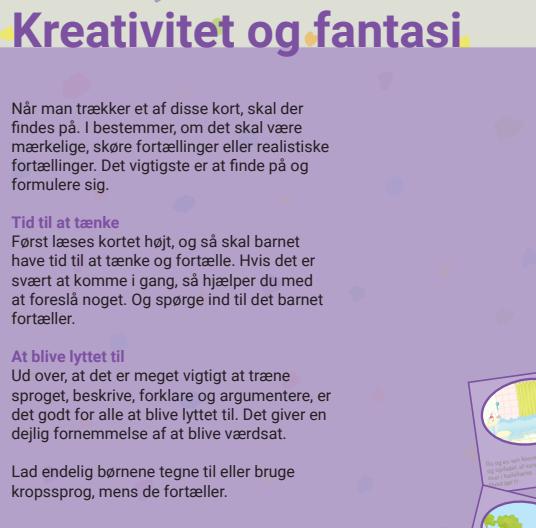 Kreativitet og fantasi
Når man trækker et af disse kort, skal der
findes på. I bestemmer, om det skal være
mærkelige, skøre fortællinger eller realistiske
fortællinger. Det vigtigste er at finde på og
formulere sig.
Tid til at tænke
Først læses kortet højt, og så skal barnet
have tid til at tænke og fortælle. Hvis det er
svært at komme i gang, så hjælper du med
at foreslå noget. Og spørge ind til det barnet
fortæller.
At blive lyttet til
Ud over, at det er meget vigtigt at træne
sproget, beskrive, forklare og argumentere, er
det godt for alle at blive lyttet til. Det giver en
dejlig fornemmelse af at blive værdsat.
Lad endelig børnene tegne til eller bruge
kropssprog, mens de fortæller.